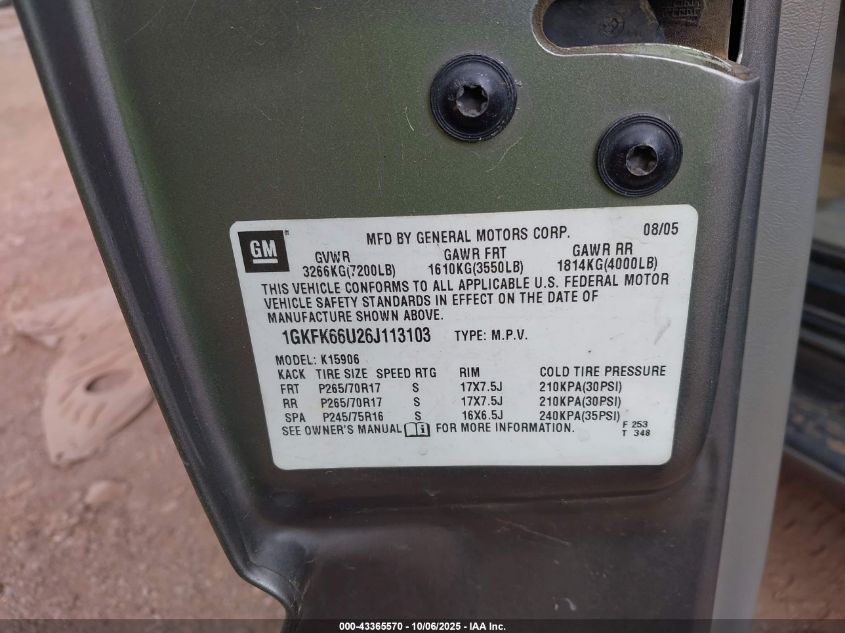 GM
MFD BY GENERAL MOTORS CORP. 08/05
GVWR GAWR FRT GAWR RR
3266KG(7200LB) 1610KG(3550LB) 1814KG(4000LB)
THIS VEHICLE CONFORMS TO ALL APPLICABLE U.S. FEDERAL MOTOR
VEHICLE SAFETY STANDARDS IN EFFECT ON THE DATE OF
MANUFACTURE SHOWN ABOVE.
1GKFK66U26J113103 TYPE: M.P.V.
MODEL: K15906
KACK TIRE SIZE SPEED RTG RIM COLD TIRE PRESSURE
FRT P265/70R17 S 17X7.5J 210KPA(30PSI)
RR P265/70R17 S 17X7.5J 210KPA(30PSI)
SPA P245/75R16 S 16X6.5J 240KPA(35PSI)
SEE OWNER'S MANUAL FOR MORE INFORMATION.
F 253
T 348
000-43365570 - 10/06/2025 - IAA Inc.